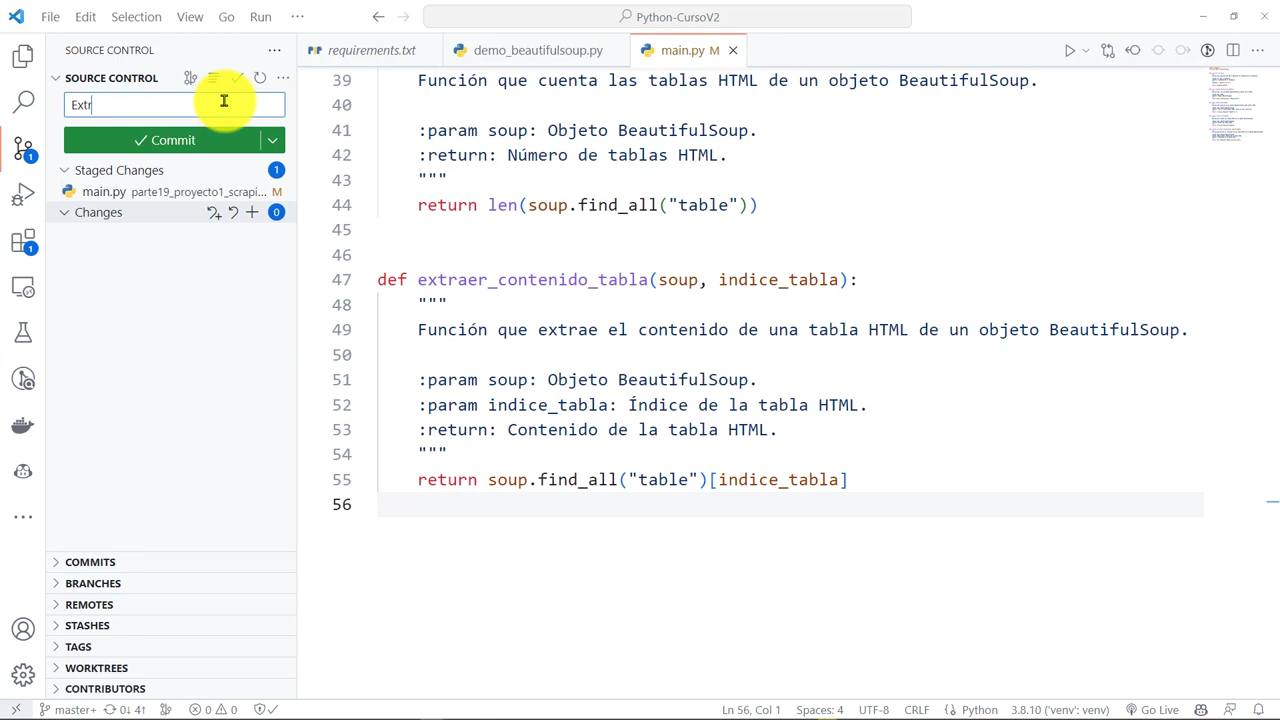 File Edit Selection View Go Run ···
Python-CursoV2
SOURCE CONTROL
requirements.txt
demo_beautifulsoup.py
main.py M
SOURCE CONTROL
Extr
Commit
Staged Changes 1
main.py parte19_proyecto1_scrapi... M
Changes 0
1
1
COMMITS
BRANCHES
REMOTES
STASHES
TAGS
WORKTREES
CONTRIBUTORS
39 Función que cuenta las tablas HTML de un objeto BeautifulSoup.
40
41 :param soup: Objeto BeautifulSoup.
42 :return: Número de tablas HTML.
43 """
44 return len(soup.find_all("table"))
45
46
47 def extraer_contenido_tabla(soup, indice_tabla):
48 """
49 Función que extrae el contenido de una tabla HTML de un objeto BeautifulSoup.
50
51 :param soup: Objeto BeautifulSoup.
52 :param indice_tabla: Índice de la tabla HTML.
53 :return: Contenido de la tabla HTML.
54 """
55 return soup.find_all("table")[indice_tabla]
56
master+ 0↓ 4↑ 0 0 Ln 56, Col 1 Spaces: 4 UTF-8 CRLF Python 3.8.10 ('venv': venv) Go Live